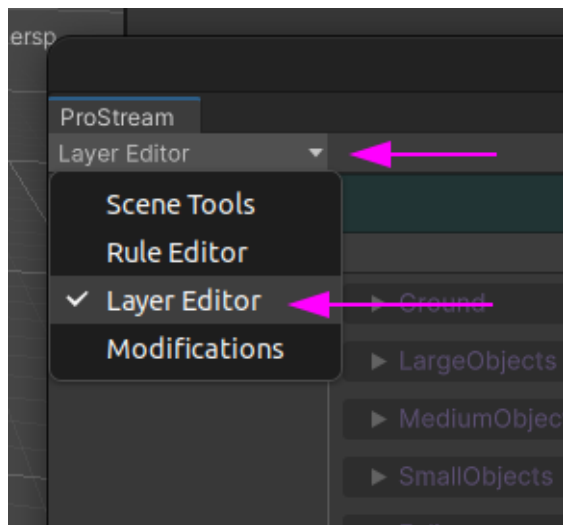 ersp
ProStream
Layer Editor
Scene Tools
Rule Editor
Layer Editor
Modifications
Ground
LargeObjects
MediumObjec
SmallObjects